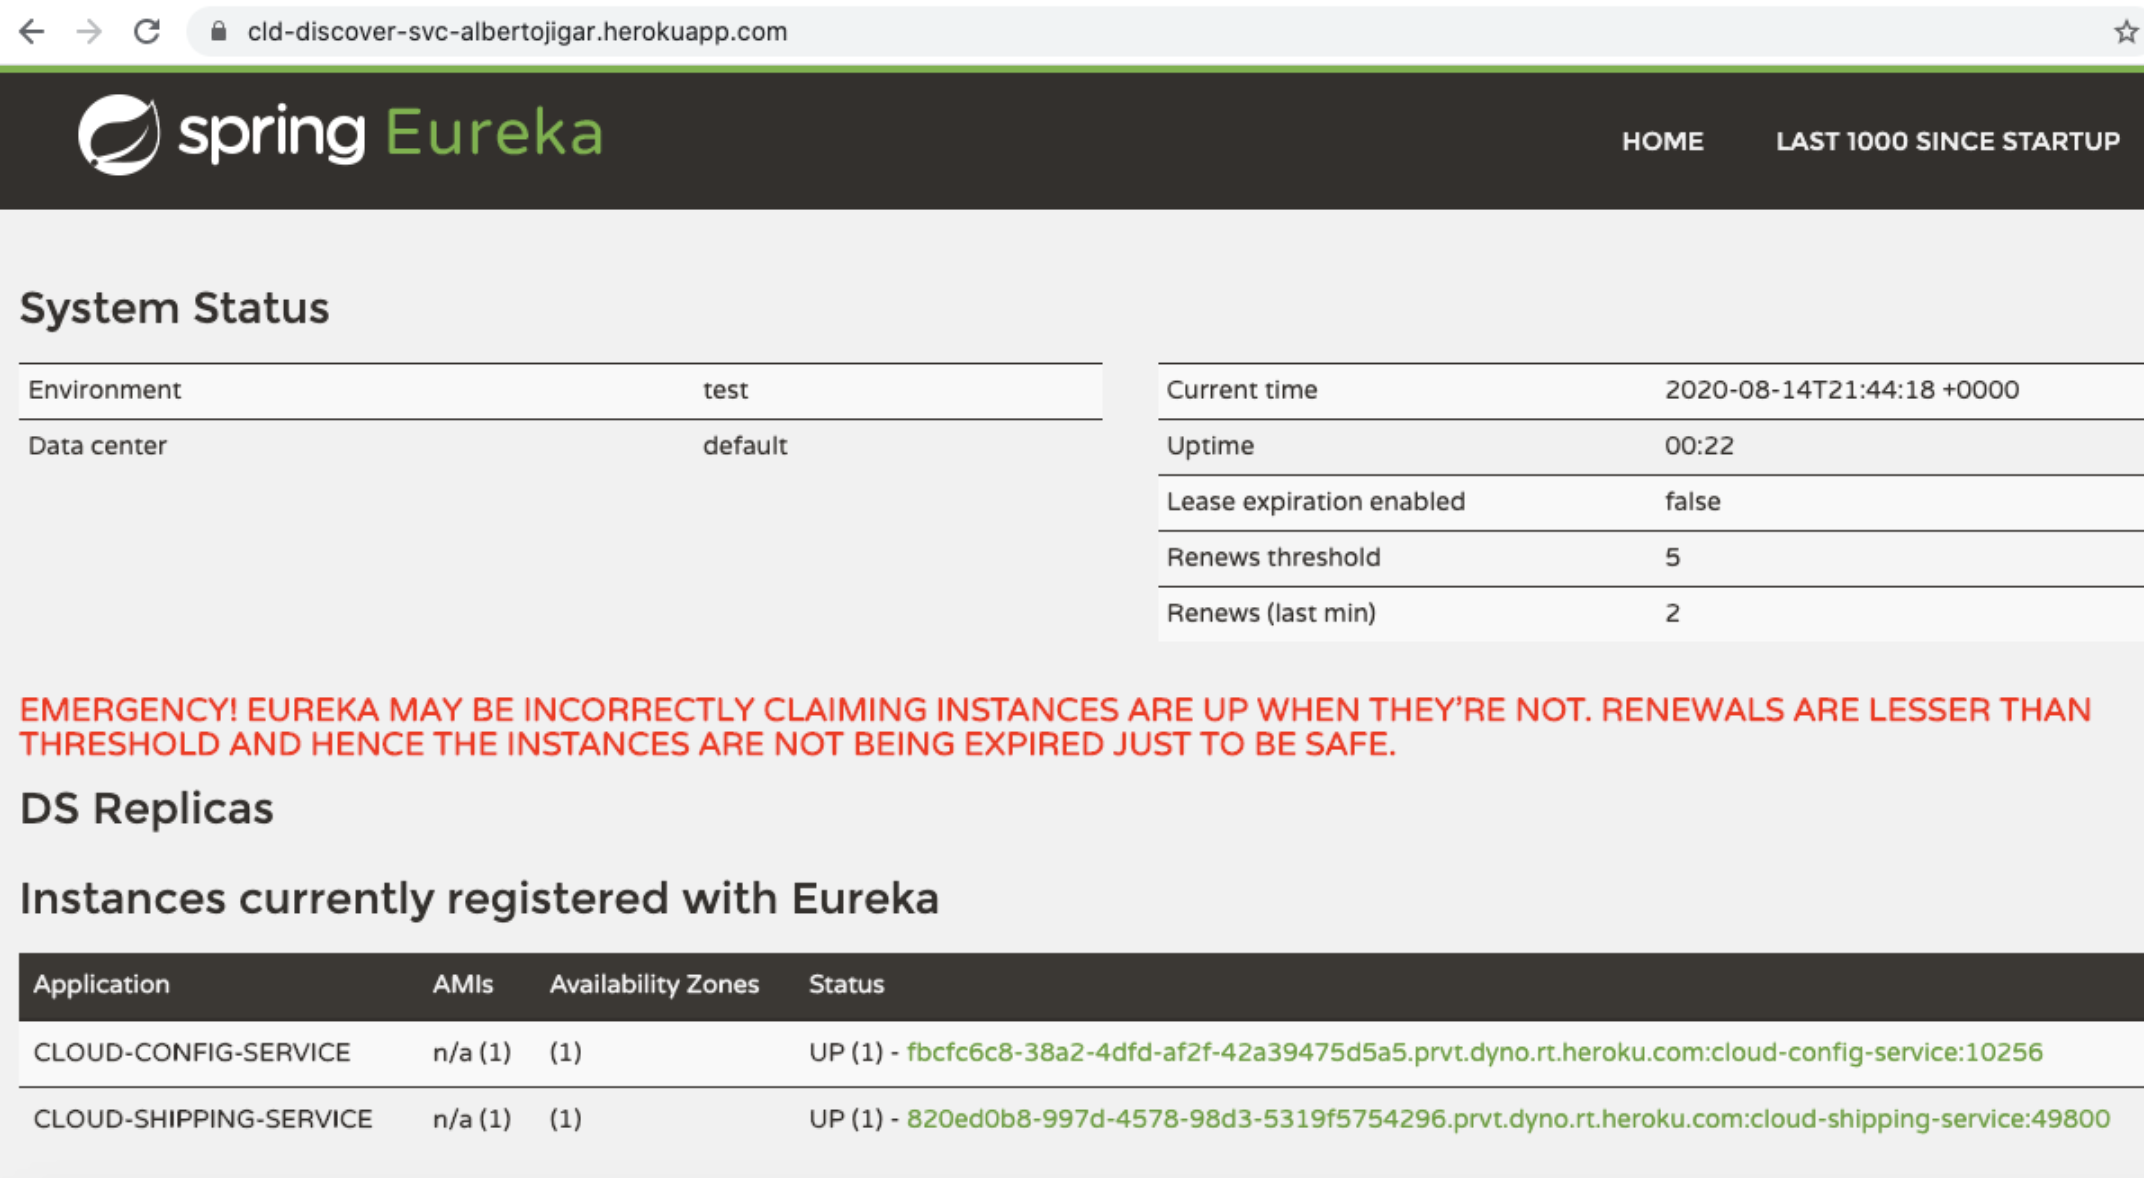 cld-discover-svc-albertojigar.herokuapp.com
spring Eureka
HOME LAST 1000 SINCE STARTUP
System Status
Environment test
Data center default
Current time 2020-08-14T21:44:18 +0000
Uptime 00:22
Lease expiration enabled false
Renews threshold 5
Renews (last min) 2
EMERGENCY! EUREKA MAY BE INCORRECTLY CLAIMING INSTANCES ARE UP WHEN THEY'RE NOT. RENEWALS ARE LESSER THAN
THRESHOLD AND HENCE THE INSTANCES ARE NOT BEING EXPIRED JUST TO BE SAFE.
DS Replicas
Instances currently registered with Eureka
Application AMIs Availability Zones Status
CLOUD-CONFIG-SERVICE n/a (1) (1) UP (1) - fbcfc6c8-38a2-4dfd-af2f-42a39475d5a5.prvt.dyno.rt.heroku.com:cloud-config-service:10256
CLOUD-SHIPPING-SERVICE n/a (1) (1) UP (1) - 820ed0b8-997d-4578-98d3-5319f5754296.prvt.dyno.rt.heroku.com:cloud-shipping-service:49800